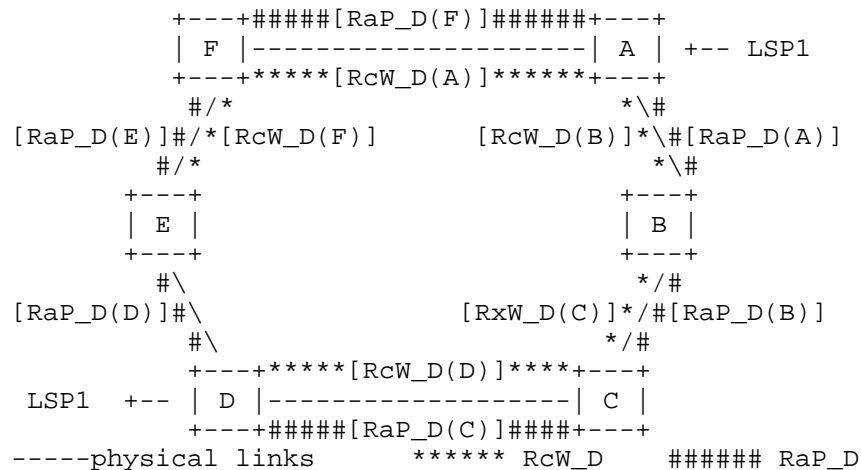 +---+#####[RaP_D(F)]######+---+
          | F |---------------------| A | +-- LSP1
          +---+*****[RcW_D(A)]******+---+
           #/*                        *\#
[RaP_D(E)]#/*[RcW_D(F)]      [RcW_D(B)]*\#[RaP_D(A)]
         #/*                            *\#
       +---+                          +---+
       | E |                          | B |
       +---+                          +---+
         #\                            */#
[RaP_D(D)]#\                [RxW_D(C)]*/#[RaP_D(B)]
           #\                        */#
           +---+*****[RcW_D(D)]****+---+
 LSP1  +-- | D |-------------------| C |
           +---+#####[RaP_D(C)]####+---+
-----physical links      ****** RcW_D    ###### RaP_D